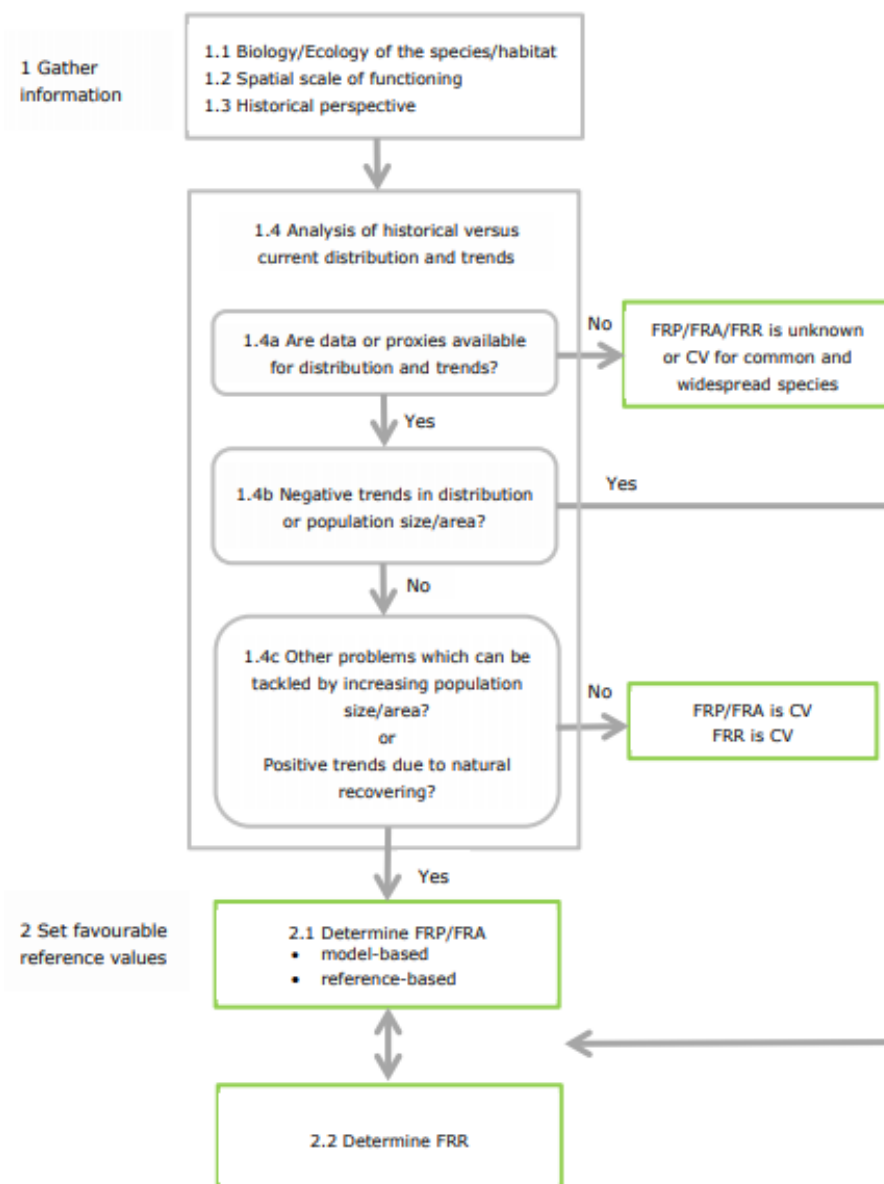 1 Gather
information
1.1 Biology/Ecology of the species/habitat
1.2 Spatial scale of functioning
1.3 Historical perspective
1.4 Analysis of historical versus
current distribution and trends
1.4a Are data or proxies available
for distribution and trends?
No
FRP/FRA/FRR is unknown
or CV for common and
widespread species
Yes
1.4b Negative trends in distribution
or population size/area?
Yes
No
1.4c Other problems which can be
tackled by increasing population
size/area?
or
Positive trends due to natural
recovering?
No
FRP/FRA is CV
FRR is CV
Yes
2 Set favourable
reference values
2.1 Determine FRP/FRA
• model-based
• reference-based
2.2 Determine FRR